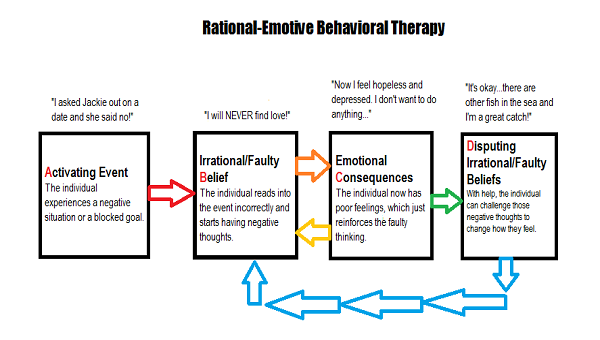 Rational-Emotive Behavioral Therapy
"I asked Jackie out on a
date and she said no!"
Activating Event
The individual
experiences a negative
situation or a blocked goal.
"I will NEVER find love!"
Irrational/Faulty
Belief
The individual reads into
the event incorrectly and
starts having negative
thoughts.
"Now I feel hopeless and
depressed. I don't want to do
anything..."
Emotional
Consequences
The individual now has
poor feelings, which just
reinforces the faulty
thinking.
"It's okay...there are
other fish in the sea and
I'm a great catch!"
Disputing
Irrational/Faulty
Beliefs
With help, the individual
can challenge those
negative thoughts to
change how they feel.